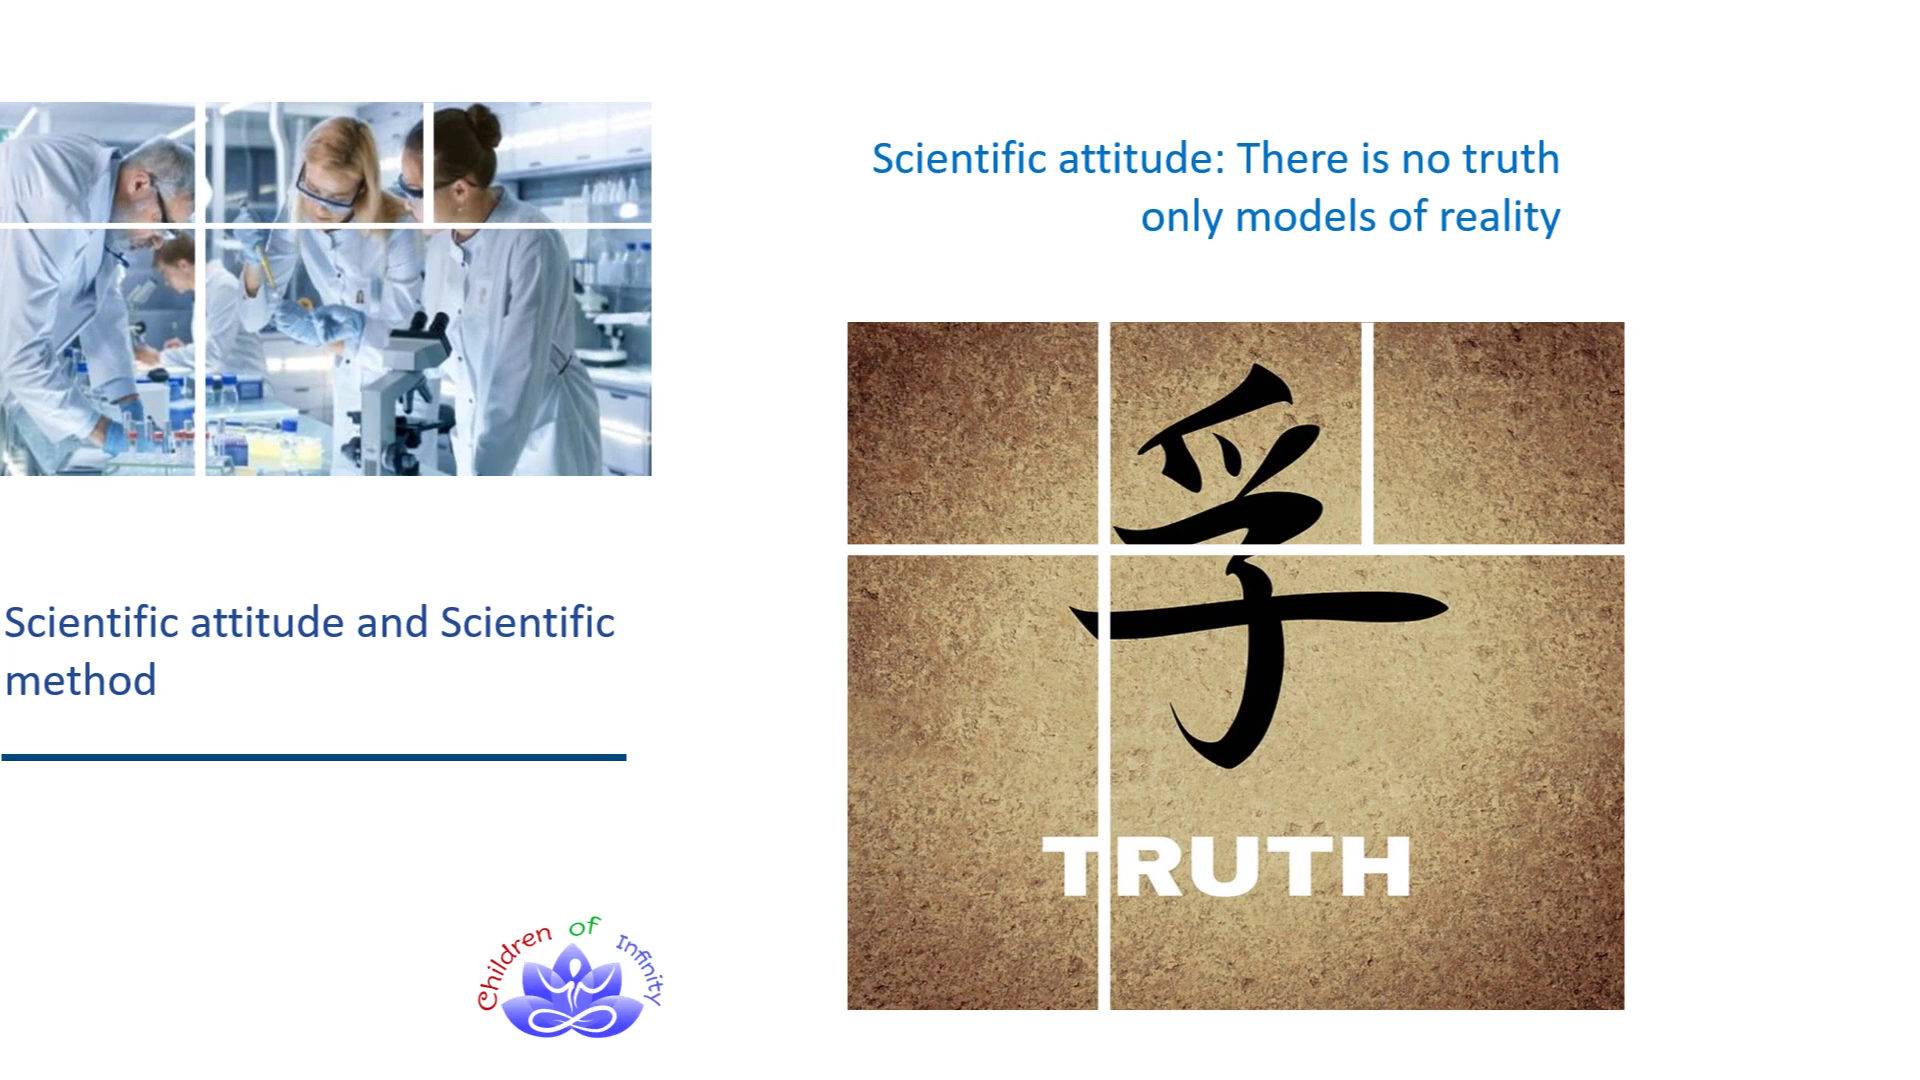 Scientific attitude and Scientific
method
Children of Infinity
Scientific attitude: There is no truth
only models of reality
孚
TRUTH